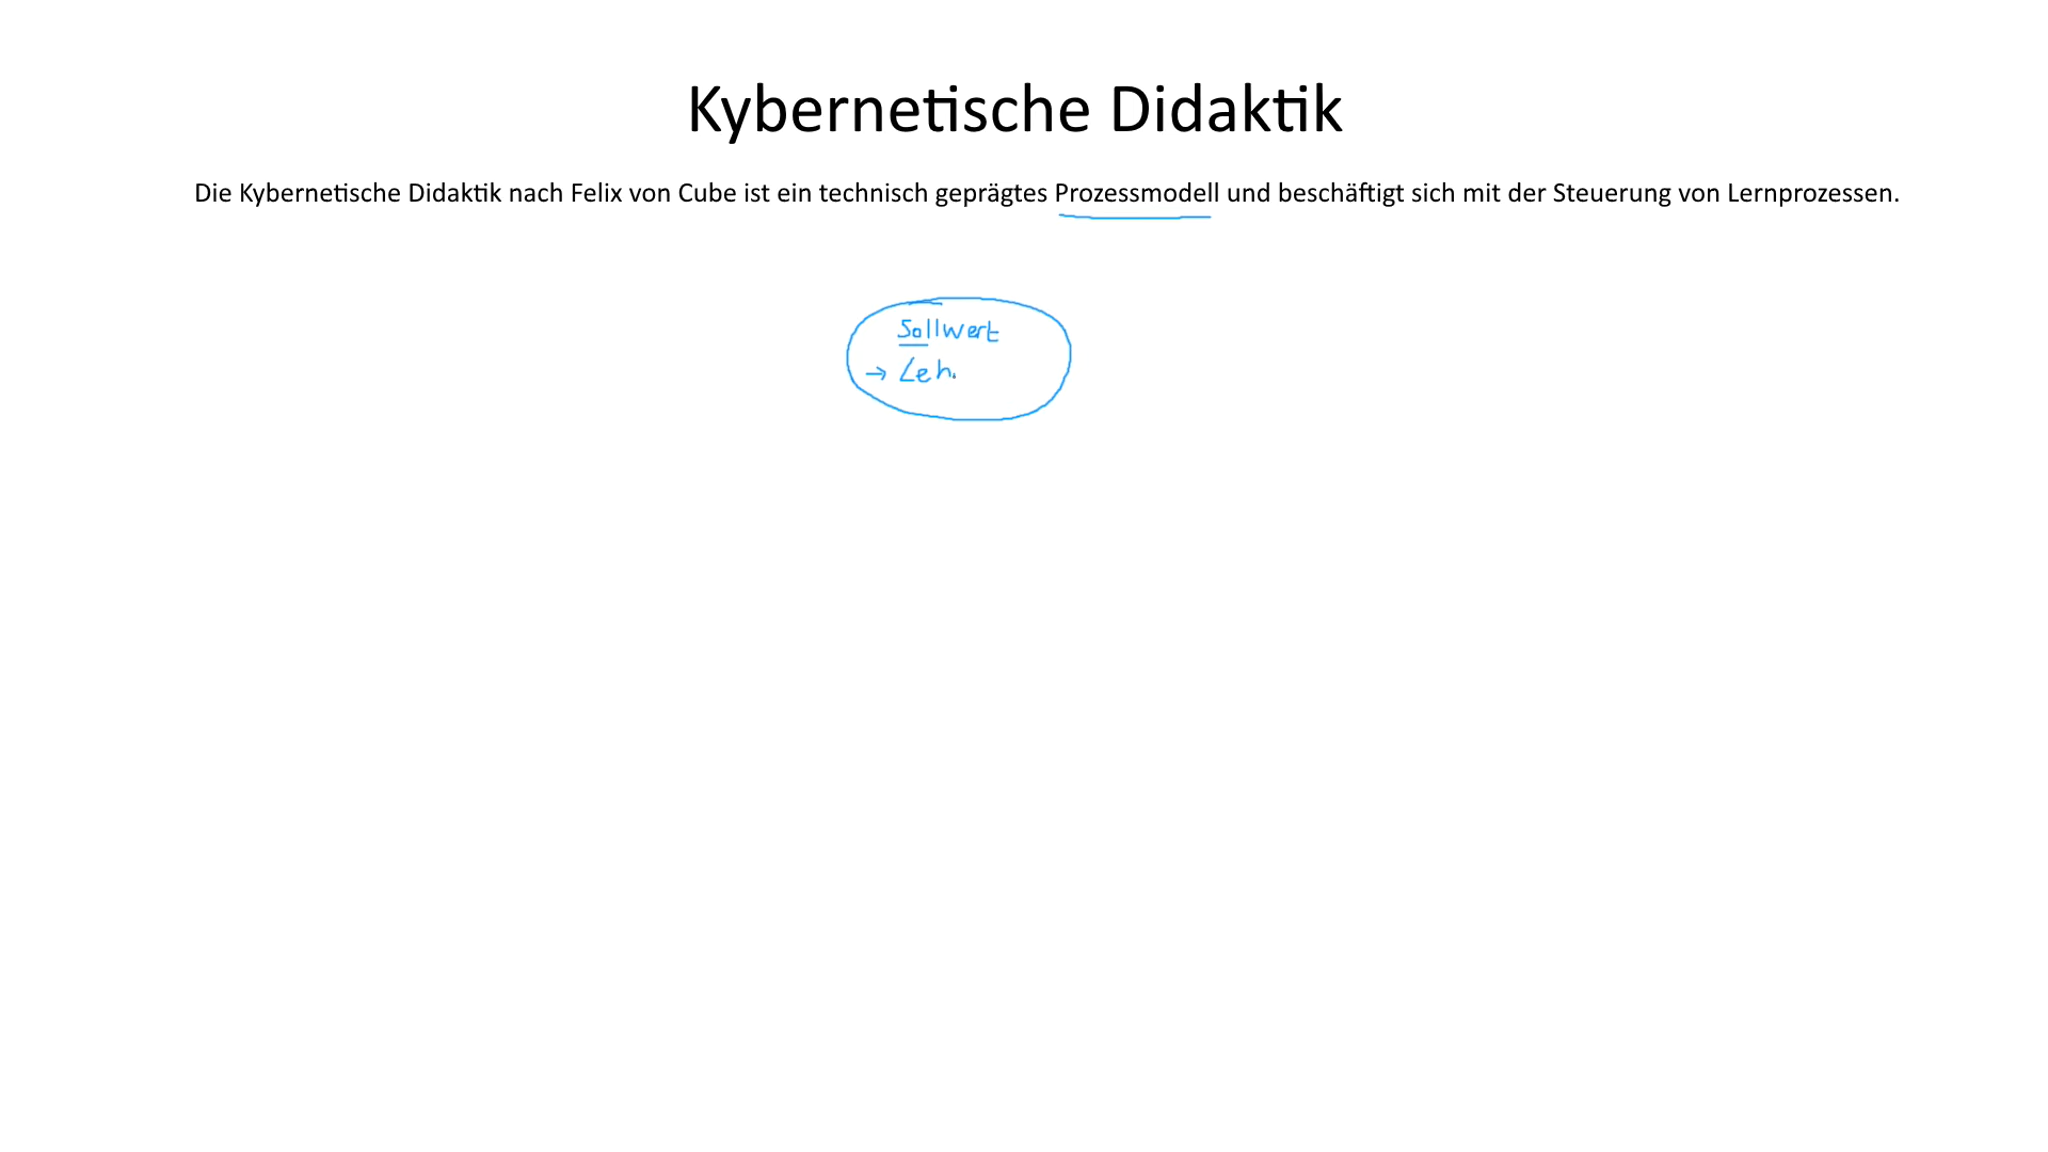 Kybernetische Didaktik
Die Kybernetische Didaktik nach Felix von Cube ist ein technisch geprägtes Prozessmodell und beschäftigt sich mit der Steuerung von Lernprozessen.
Sollwert
→ Leh.